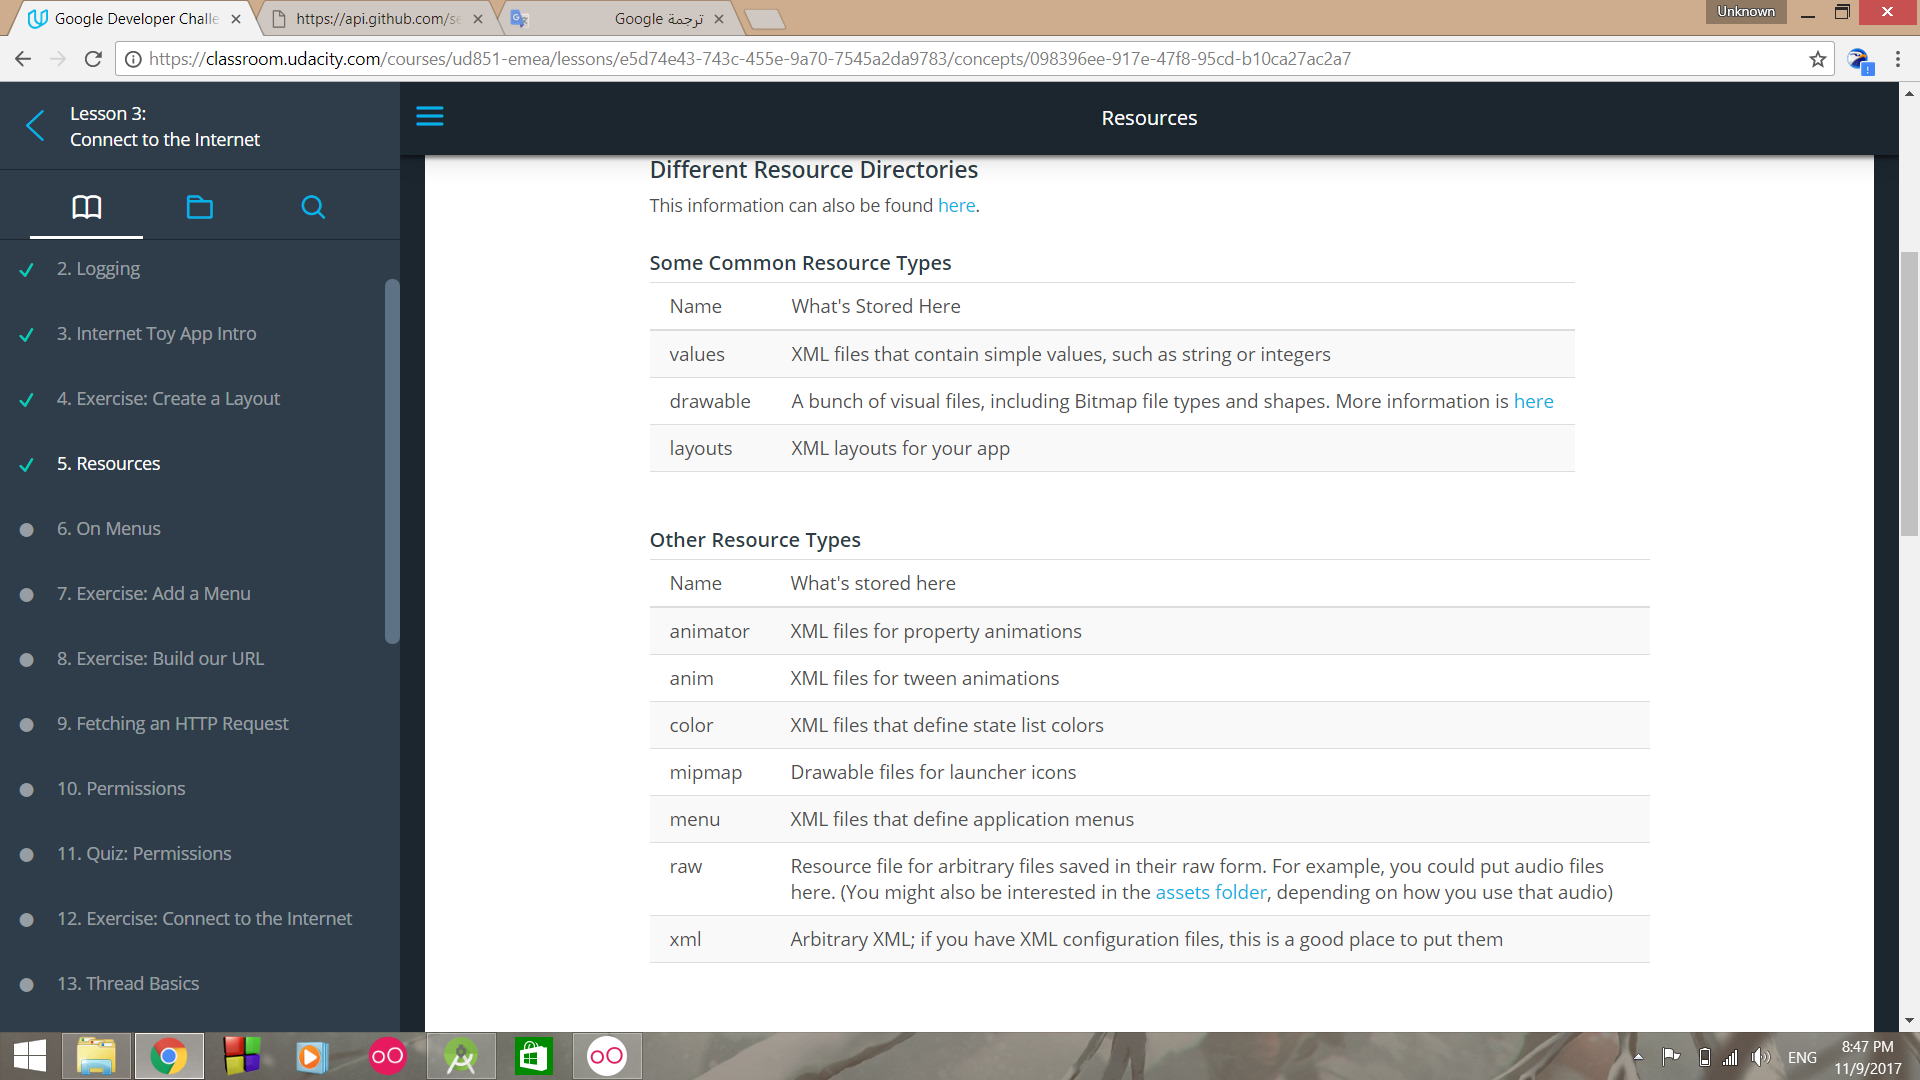 Google Developer Challe
https://api.github.com/se
ترجمة Google
Unknown
https://classroom.udacity.com/courses/ud851-emea/lessons/e5d74e43-743c-455e-9a70-7545a2da9783/concepts/098396ee-917e-47f8-95cd-b10ca27ac2a7
Lesson 3:
Connect to the Internet
2. Logging
3. Internet Toy App Intro
4. Exercise: Create a Layout
5. Resources
6. On Menus
7. Exercise: Add a Menu
8. Exercise: Build our URL
9. Fetching an HTTP Request
10. Permissions
11. Quiz: Permissions
12. Exercise: Connect to the Internet
13. Thread Basics
Resources
Different Resource Directories
This information can also be found here.
Some Common Resource Types
Name What's Stored Here
values XML files that contain simple values, such as string or integers
drawable A bunch of visual files, including Bitmap file types and shapes. More information is here
layouts XML layouts for your app
Other Resource Types
Name What's stored here
animator XML files for property animations
anim XML files for tween animations
color XML files that define state list colors
mipmap Drawable files for launcher icons
menu XML files that define application menus
raw Resource file for arbitrary files saved in their raw form. For example, you could put audio files
here. (You might also be interested in the assets folder, depending on how you use that audio)
xml Arbitrary XML; if you have XML configuration files, this is a good place to put them
ENG
8:47 PM
11/9/2017